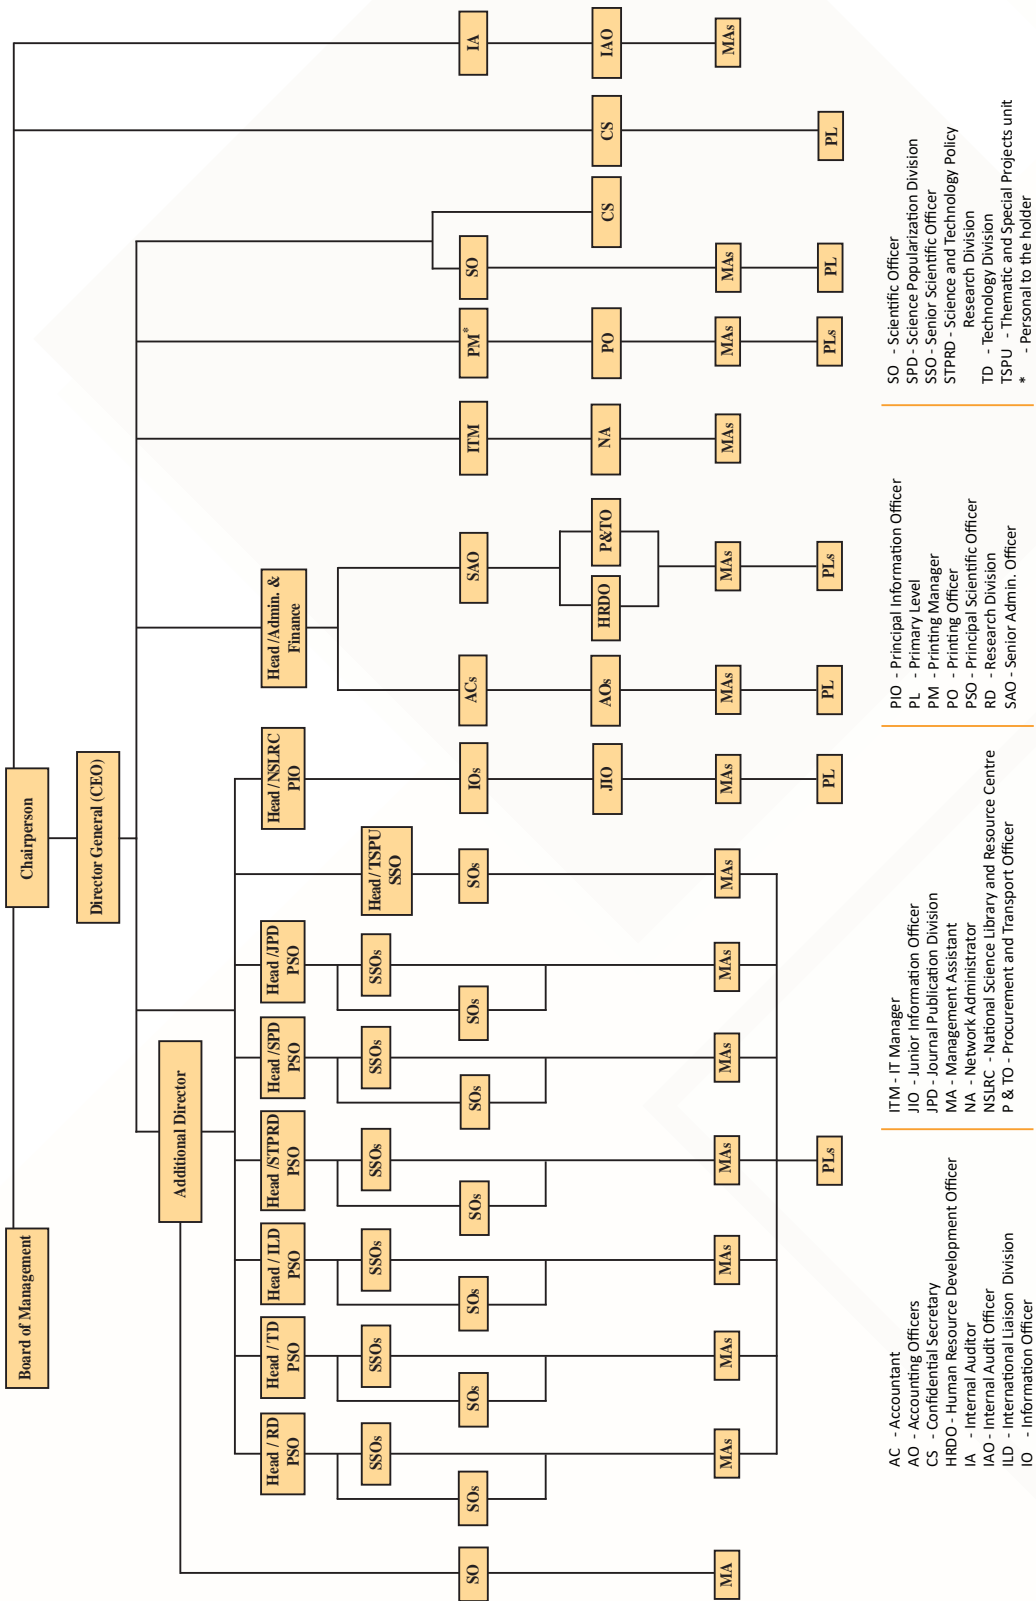 Board of Management
Chairperson
Director General (CEO)
Additional Director
Head / RD
PSO
Head / TD
PSO
Head / ILD
PSO
Head /STPRD
PSO
Head /SPD
PSO
Head /JPD
PSO
Head /NSLRC
PIO
Head /Admin. &
Finance
SSOs
SSOs
SSOs
SSOs
SSOs
SSOs
Head / TSPU
SSO
SO
SOs
SOs
SOs
SOs
SOs
SOs
SOs
IOs
ACs
SAO
ITM
PM*
SO
IA
JIO
AOs
HRDO
P&TO
NA
PO
CS
CS
IAO
MA
MAs
MAs
MAs
MAs
MAs
MAs
MAs
MAs
MAs
MAs
MAs
MAs
MAs
MAs
PLs
PL
PL
PLs
PLs
PL
PL
AC - Accountant
AO - Accounting Officers
CS - Confidential Secretary
HRDO - Human Resource Development Officer
IA - Internal Auditor
IAO - Internal Audit Officer
ILD - International Liaison Division
IO - Information Officer
ITM - IT Manager
JIO - Junior Information Officer
JPD - Journal Publication Division
MA - Management Assistant
NA - Network Administrator
NSLRC - National Science Library and Resource Centre
P & TO - Procurement and Transport Officer
PIO - Principal Information Officer
PL - Primary Level
PM - Printing Manager
PO - Printing Officer
PSO - Principal Scientific Officer
RD - Research Division
SAO - Senior Admin. Officer
SO - Scientific Officer
SPD - Science Popularization Division
SSO - Senior Scientific Officer
STPRD - Science and Technology Policy
Research Division
TD - Technology Division
TSPU - Thematic and Special Projects unit
* - Personal to the holder